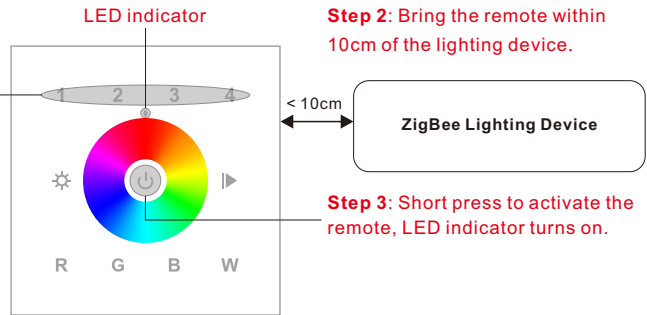 LED indicator
Step 2: Bring the remote within
10cm of the lighting device.
1 2 3 4
< 10cm
ZigBee Lighting Device
Step 3: Short press to activate the
remote, LED indicator turns on.
R G B W